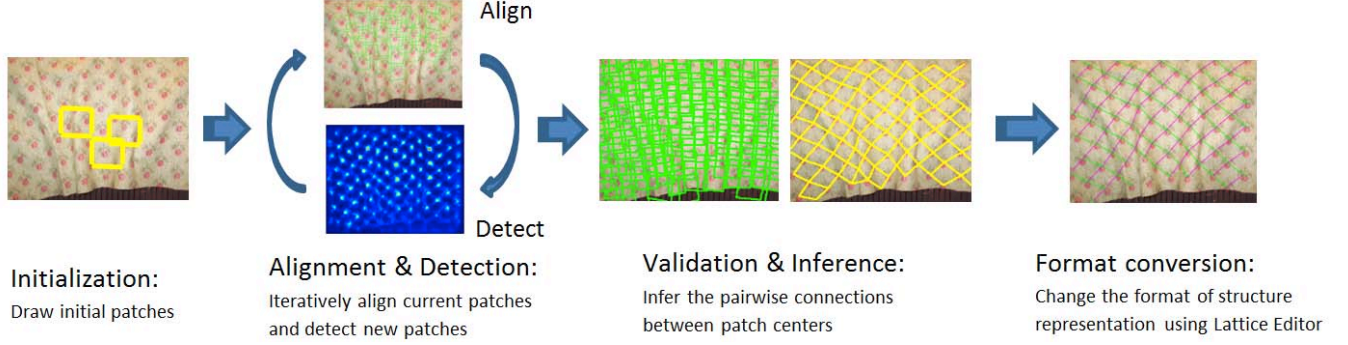 Align
Detect
Initialization:
Draw initial patches
Alignment & Detection:
Iteratively align current patches
and detect new patches
Validation & Inference:
Infer the pairwise connections
between patch centers
Format conversion:
Change the format of structure
representation using Lattice Editor